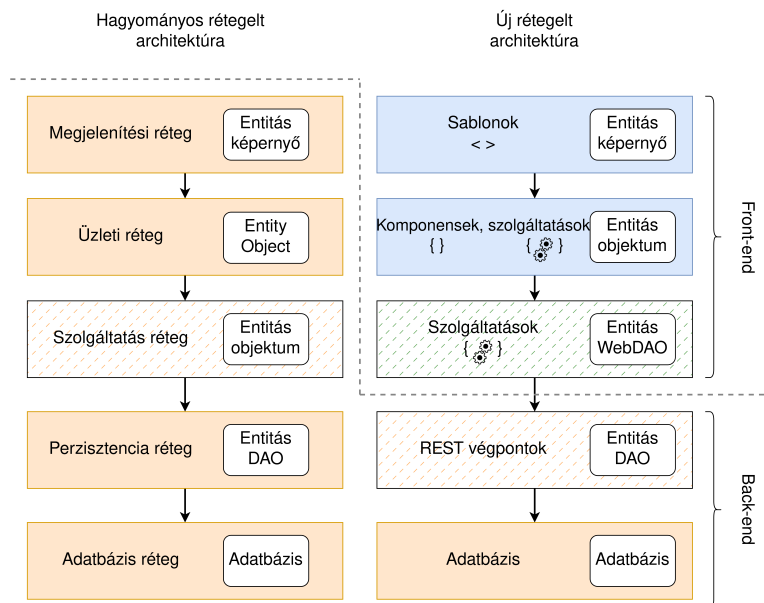 Hagyományos rétegelt
architektúra
Új rétegelt
architektúra
Megjelenítési réteg
Entitás
képernyő
Sablonok
< >
Entitás
képernyő
Üzleti réteg
Entity
Object
Komponensek, szolgáltatások
{ }
{ }
Entitás
objektum
Szolgáltatás réteg
Entitás
objektum
Szolgáltatások
{ }
Entitás
WebDAO
Front-end
Perzisztencia réteg
Entitás
DAO
REST végpontok
Entitás
DAO
Adatbázis réteg
Adatbázis
Adatbázis
Adatbázis
Back-end